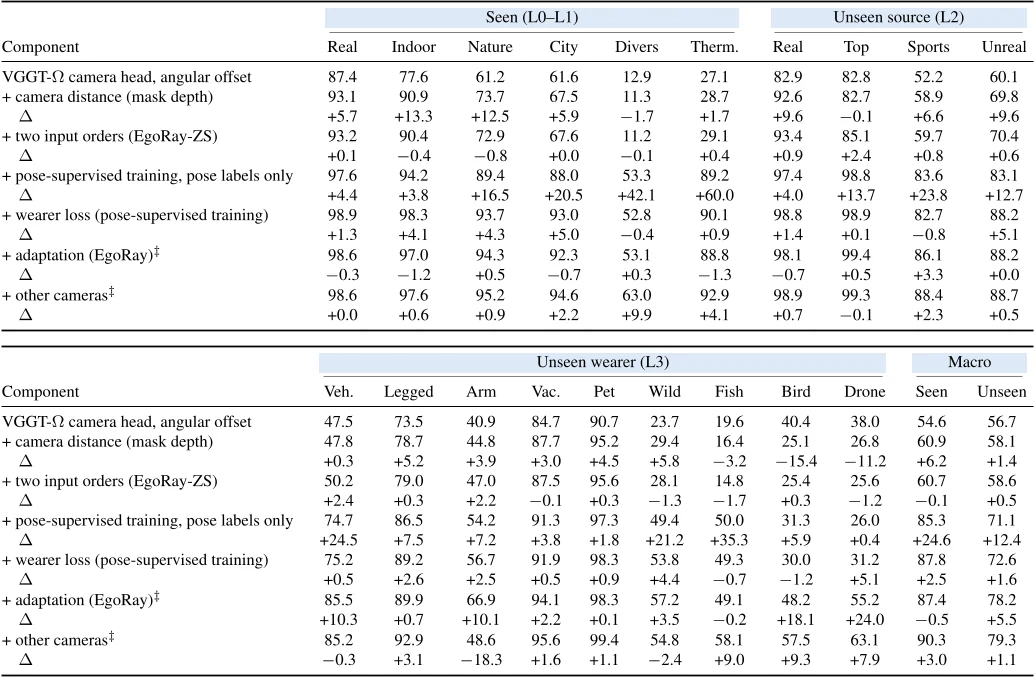 Seen (L0–L1) Unseen source (L2)
Component Real Indoor Nature City Divers Therm. Real Top Sports Unreal
VGGT-Ω camera head, angular offset 87.4 77.6 61.2 61.6 12.9 27.1 82.9 82.8 52.2 60.1
+ camera distance (mask depth) 93.1 90.9 73.7 67.5 11.3 28.7 92.6 82.7 58.9 69.8
Δ +5.7 +13.3 +12.5 +5.9 −1.7 +1.7 +9.6 −0.1 +6.6 +9.6
+ two input orders (EgoRay-ZS) 93.2 90.4 72.9 67.6 11.2 29.1 93.4 85.1 59.7 70.4
Δ +0.1 −0.4 −0.8 +0.0 −0.1 +0.4 +0.9 +2.4 +0.8 +0.6
+ pose-supervised training, pose labels only 97.6 94.2 89.4 88.0 53.3 89.2 97.4 98.8 83.6 83.1
Δ +4.4 +3.8 +16.5 +20.5 +42.1 +60.0 +4.0 +13.7 +23.8 +12.7
+ wearer loss (pose-supervised training) 98.9 98.3 93.7 93.0 52.8 90.1 98.8 98.9 82.7 88.2
Δ +1.3 +4.1 +4.3 +5.0 −0.4 +0.9 +1.4 +0.1 −0.8 +5.1
+ adaptation (EgoRay)‡ 98.6 97.0 94.3 92.3 53.1 88.8 98.1 99.4 86.1 88.2
Δ −0.3 −1.2 +0.5 −0.7 +0.3 −1.3 −0.7 +0.5 +3.3 +0.0
+ other cameras‡ 98.6 97.6 95.2 94.6 63.0 92.9 98.9 99.3 88.4 88.7
Δ +0.0 +0.6 +0.9 +2.2 +9.9 +4.1 +0.7 −0.1 +2.3 +0.5
Unseen wearer (L3) Macro
Component Veh. Legged Arm Vac. Pet Wild Fish Bird Drone Seen Unseen
VGGT-Ω camera head, angular offset 47.5 73.5 40.9 84.7 90.7 23.7 19.6 40.4 38.0 54.6 56.7
+ camera distance (mask depth) 47.8 78.7 44.8 87.7 95.2 29.4 16.4 25.1 26.8 60.9 58.1
Δ +0.3 +5.2 +3.9 +3.0 +4.5 +5.8 −3.2 −15.4 −11.2 +6.2 +1.4
+ two input orders (EgoRay-ZS) 50.2 79.0 47.0 87.5 95.6 28.1 14.8 25.4 25.6 60.7 58.6
Δ +2.4 +0.3 +2.2 −0.1 +0.3 −1.3 −1.7 +0.3 −1.2 −0.1 +0.5
+ pose-supervised training, pose labels only 74.7 86.5 54.2 91.3 97.3 49.4 50.0 31.3 26.0 85.3 71.1
Δ +24.5 +7.5 +7.2 +3.8 +1.8 +21.2 +35.3 +5.9 +0.4 +24.6 +12.4
+ wearer loss (pose-supervised training) 75.2 89.2 56.7 91.9 98.3 53.8 49.3 30.0 31.2 87.8 72.6
Δ +0.5 +2.6 +2.5 +0.5 +0.9 +4.4 −0.7 −1.2 +5.1 +2.5 +1.6
+ adaptation (EgoRay)‡ 85.5 89.9 66.9 94.1 98.3 57.2 49.1 48.2 55.2 87.4 78.2
Δ +10.3 +0.7 +10.1 +2.2 +0.1 +3.5 −0.2 +18.1 +24.0 −0.5 +5.5
+ other cameras‡ 85.2 92.9 48.6 95.6 99.4 54.8 58.1 57.5 63.1 90.3 79.3
Δ −0.3 +3.1 −18.3 +1.6 +1.1 −2.4 +9.0 +9.3 +7.9 +3.0 +1.1